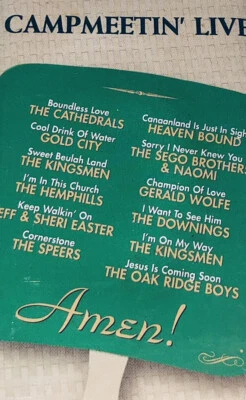 CAMPMEETIN' LIVE
Boundless Love
THE CATHEDRALS
Cool Drink Of Water
GOLD CITY
Sweet Beulah Land
THE KINGSMEN
I'm In This Church
THE HEMPHILLS
Keep Walkin' On
EFF & SHERI EASTER
Cornerstone
THE SPEERS
Canaanland Is Just In Sigh
HEAVEN BOUND
Sorry I Never Knew You
THE SEGO BROTHERS
& NAOMI
Champion Of Love
GERALD WOLFE
I Want To See Him
THE DOWNINGS
I'm On My Way
THE KINGSMEN
Jesus Is Coming Soon
THE OAK RIDGE BOYS
Amen!